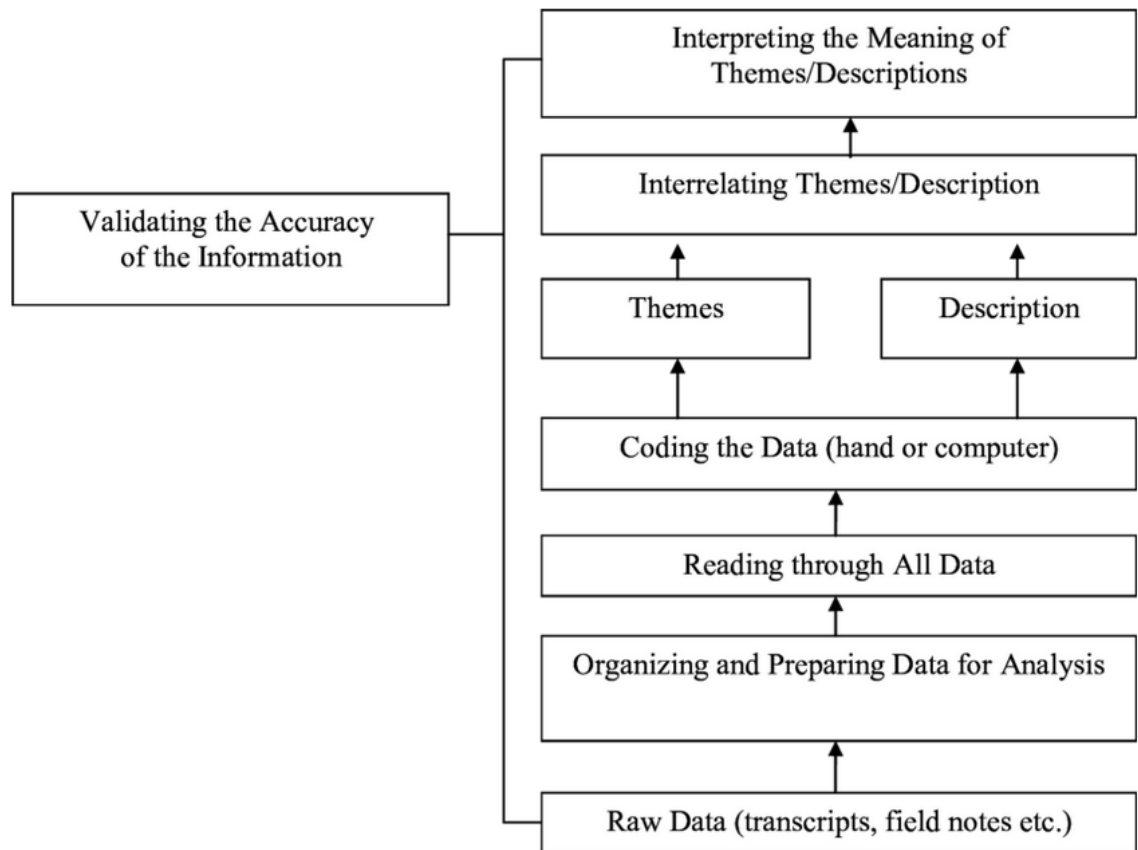 Interpreting the Meaning of
Themes/Descriptions
Interrelating Themes/Description
Validating the Accuracy
of the Information
Themes
Description
Coding the Data (hand or computer)
Reading through All Data
Organizing and Preparing Data for Analysis
Raw Data (transcripts, field notes etc.)